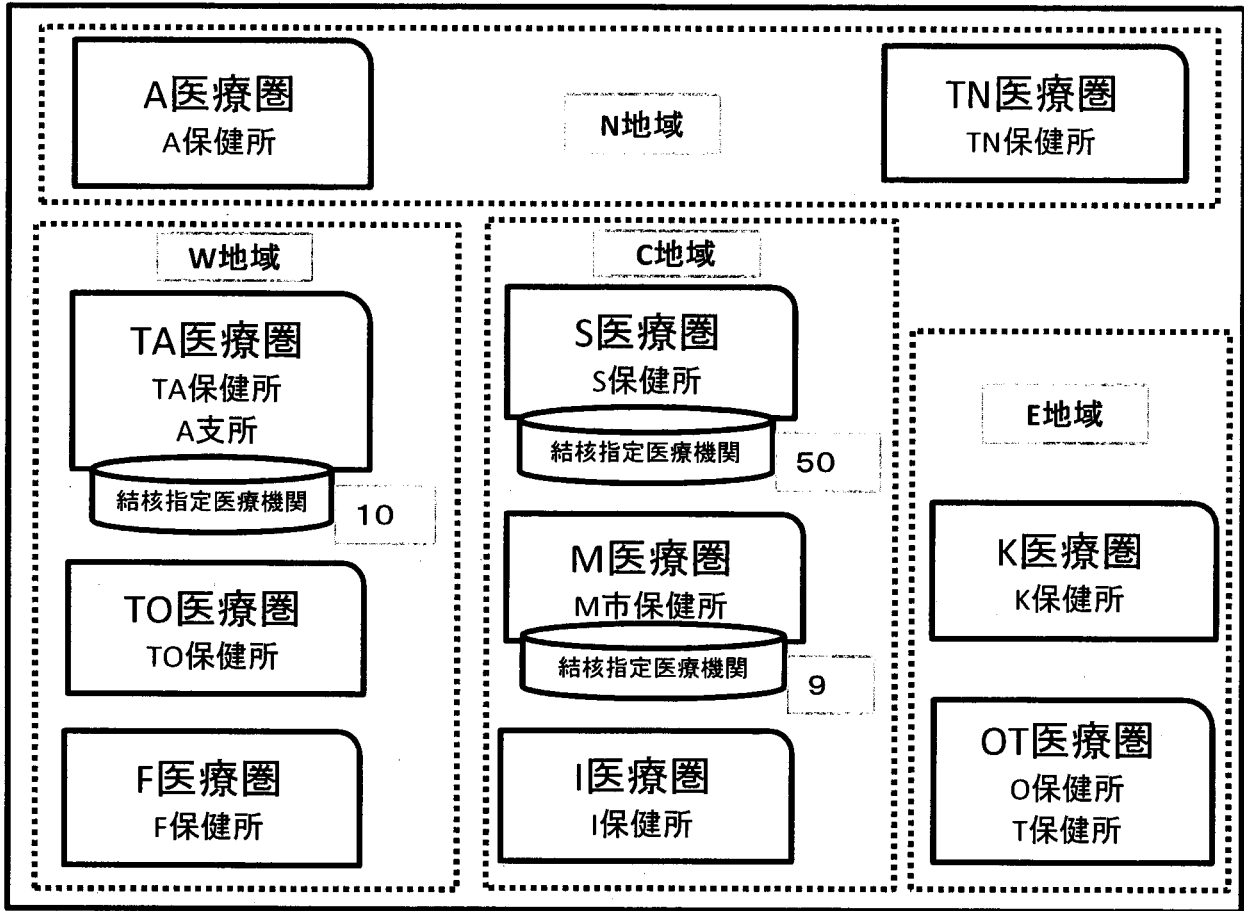 A医療圏
A保健所
N地域
TN医療圏
TN保健所
W地域
TA医療圏
TA保健所
A支所
結核指定医療機関
10
TO医療圏
TO保健所
F医療圏
F保健所
C地域
S医療圏
S保健所
結核指定医療機関
50
M医療圏
M市保健所
結核指定医療機関
9
I医療圏
I保健所
E地域
K医療圏
K保健所
OT医療圏
O保健所
T保健所